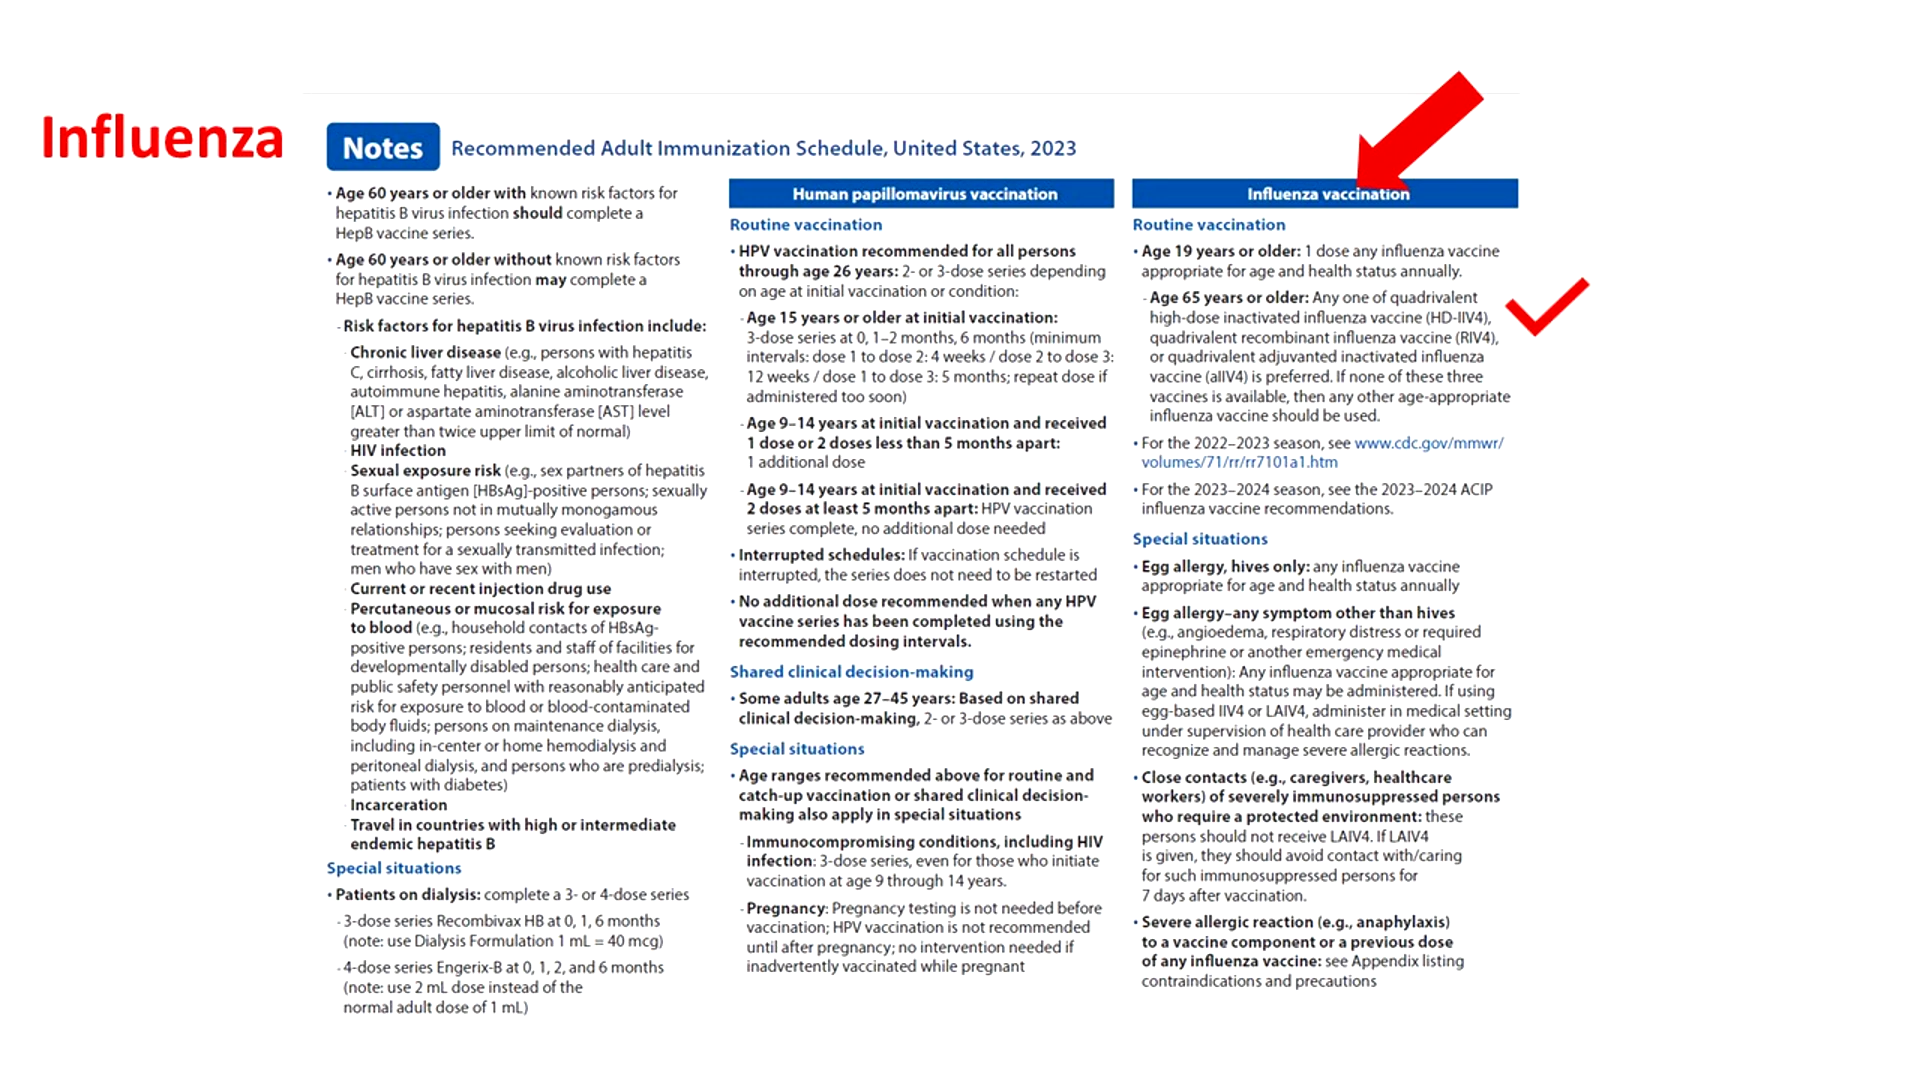 Influenza
Notes
Recommended Adult Immunization Schedule, United States, 2023
• Age 60 years or older with known risk factors for
hepatitis B virus infection should complete a
HepB vaccine series.
• Age 60 years or older without known risk factors
for hepatitis B virus infection may complete a
HepB vaccine series.
- Risk factors for hepatitis B virus infection include:
· Chronic liver disease (e.g., persons with hepatitis
C, cirrhosis, fatty liver disease, alcoholic liver disease,
autoimmune hepatitis, alanine aminotransferase
[ALT] or aspartate aminotransferase [AST] level
greater than twice upper limit of normal)
· HIV infection
· Sexual exposure risk (e.g., sex partners of hepatitis
B surface antigen [HBsAg]-positive persons; sexually
active persons not in mutually monogamous
relationships; persons seeking evaluation or
treatment for a sexually transmitted infection;
men who have sex with men)
· Current or recent injection drug use
· Percutaneous or mucosal risk for exposure
to blood (e.g., household contacts of HBsAg-
positive persons; residents and staff of facilities for
developmentally disabled persons; health care and
public safety personnel with reasonably anticipated
risk for exposure to blood or blood-contaminated
body fluids; persons on maintenance dialysis,
including in-center or home hemodialysis and
peritoneal dialysis, and persons who are predialysis;
patients with diabetes)
· Incarceration
· Travel in countries with high or intermediate
endemic hepatitis B
Special situations
• Patients on dialysis: complete a 3- or 4-dose series
- 3-dose series Recombivax HB at 0, 1, 6 months
(note: use Dialysis Formulation 1 mL = 40 mcg)
- 4-dose series Engerix-B at 0, 1, 2, and 6 months
(note: use 2 mL dose instead of the
normal adult dose of 1 mL)
Human papillomavirus vaccination
Routine vaccination
• HPV vaccination recommended for all persons
through age 26 years: 2- or 3-dose series depending
on age at initial vaccination or condition:
- Age 15 years or older at initial vaccination:
3-dose series at 0, 1–2 months, 6 months (minimum
intervals: dose 1 to dose 2: 4 weeks / dose 2 to dose 3:
12 weeks / dose 1 to dose 3: 5 months; repeat dose if
administered too soon)
- Age 9–14 years at initial vaccination and received
1 dose or 2 doses less than 5 months apart:
1 additional dose
- Age 9–14 years at initial vaccination and received
2 doses at least 5 months apart: HPV vaccination
series complete, no additional dose needed
• Interrupted schedules: If vaccination schedule is
interrupted, the series does not need to be restarted
• No additional dose recommended when any HPV
vaccine series has been completed using the
recommended dosing intervals.
Shared clinical decision-making
• Some adults age 27–45 years: Based on shared
clinical decision-making, 2- or 3-dose series as above
Special situations
• Age ranges recommended above for routine and
catch-up vaccination or shared clinical decision-
making also apply in special situations
- Immunocompromising conditions, including HIV
infection: 3-dose series, even for those who initiate
vaccination at age 9 through 14 years.
- Pregnancy: Pregnancy testing is not needed before
vaccination; HPV vaccination is not recommended
until after pregnancy; no intervention needed if
inadvertently vaccinated while pregnant
Influenza vaccination
Routine vaccination
• Age 19 years or older: 1 dose any influenza vaccine
appropriate for age and health status annually.
- Age 65 years or older: Any one of quadrivalent
high-dose inactivated influenza vaccine (HD-IIV4),
quadrivalent recombinant influenza vaccine (RIV4),
or quadrivalent adjuvanted inactivated influenza
vaccine (aIIV4) is preferred. If none of these three
vaccines is available, then any other age-appropriate
influenza vaccine should be used.
• For the 2022–2023 season, see www.cdc.gov/mmwr/
volumes/71/rr/rr7101a1.htm
• For the 2023–2024 season, see the 2023–2024 ACIP
influenza vaccine recommendations.
Special situations
• Egg allergy, hives only: any influenza vaccine
appropriate for age and health status annually
• Egg allergy–any symptom other than hives
(e.g., angioedema, respiratory distress or required
epinephrine or another emergency medical
intervention): Any influenza vaccine appropriate for
age and health status may be administered. If using
egg-based IIV4 or LAIV4, administer in medical setting
under supervision of health care provider who can
recognize and manage severe allergic reactions.
• Close contacts (e.g., caregivers, healthcare
workers) of severely immunosuppressed persons
who require a protected environment: these
persons should not receive LAIV4. If LAIV4
is given, they should avoid contact with/caring
for such immunosuppressed persons for
7 days after vaccination.
• Severe allergic reaction (e.g., anaphylaxis)
to a vaccine component or a previous dose
of any influenza vaccine: see Appendix listing
contraindications and precautions